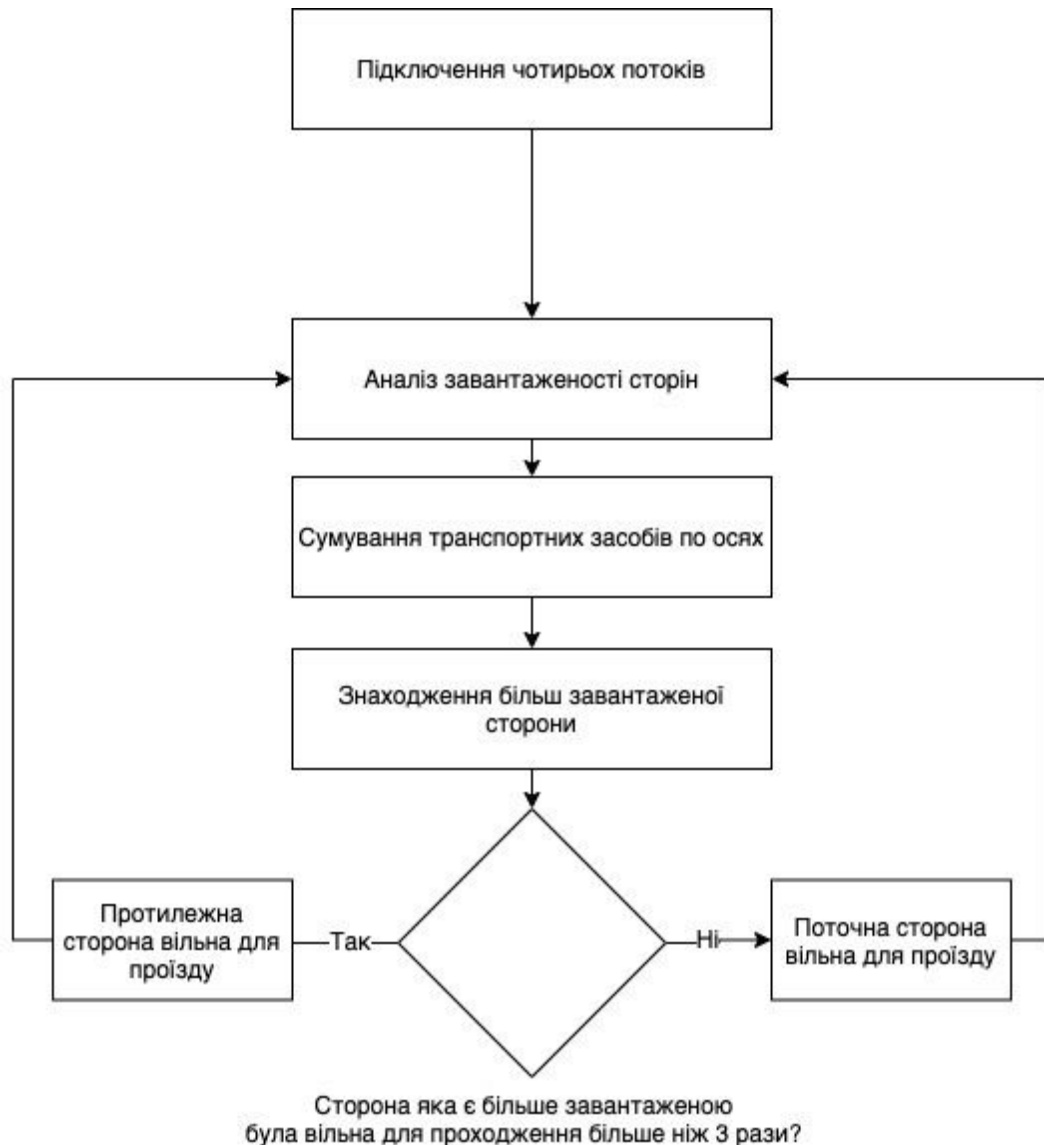 Підключення чотирьох потоків
Аналіз завантаженості сторін
Сумування транспортних засобів по осях
Знаходження більш завантаженої
сторони
Протилежна
сторона вільна для
проїзду
Так
Ні
Поточна сторона
вільна для проїзду
Сторона яка є більше завантаженою
була вільна для проходження більше ніж 3 рази?